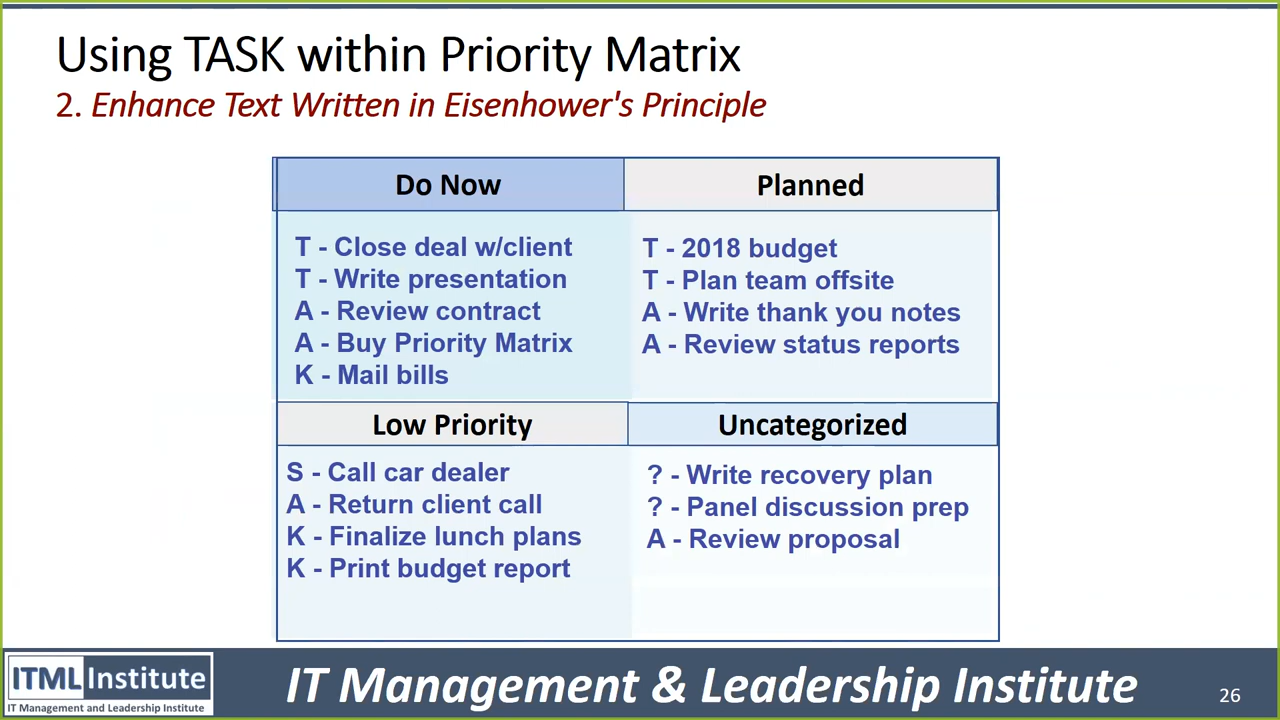 Using TASK within Priority Matrix
2. Enhance Text Written in Eisenhower's Principle
Do Now
T - Close deal w/client
T - Write presentation
A - Review contract
A - Buy Priority Matrix
K - Mail bills
Planned
T - 2018 budget
T - Plan team offsite
A - Write thank you notes
A - Review status reports
Low Priority
S - Call car dealer
A - Return client call
K - Finalize lunch plans
K - Print budget report
Uncategorized
? - Write recovery plan
? - Panel discussion prep
A - Review proposal
ITML Institute
IT Management and Leadership Institute
IT Management & Leadership Institute
26